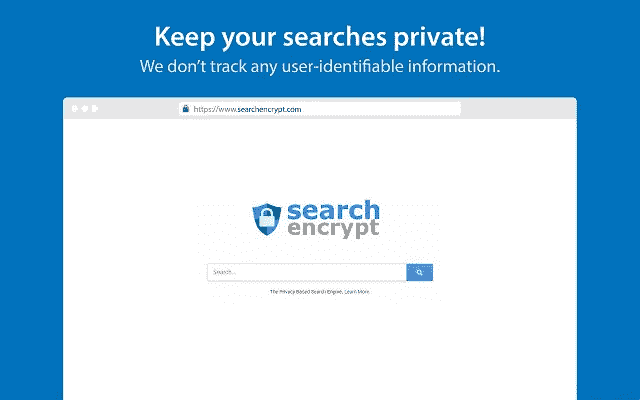 Keep your searches private!
We don't track any user-identifiable information.
https://www.searchencrypt.com
search
encrypt
Search...
The Privacy Based Search Engine, Learn More